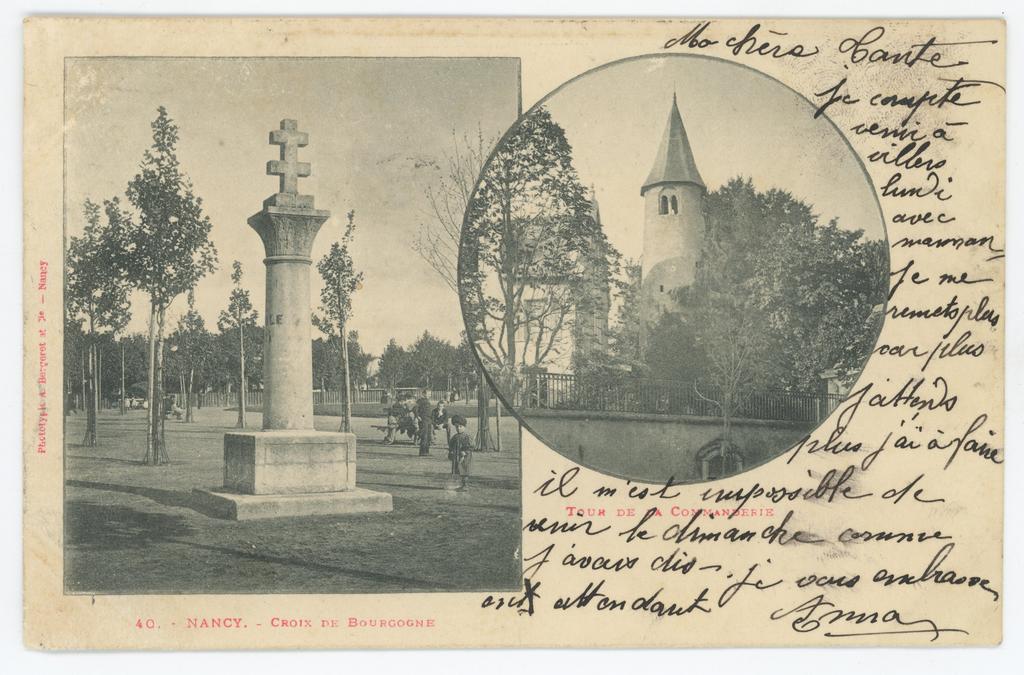 Ma chère Tante
je compte
venir à
villers
lundi
avec
maman
Je me
remets plus
car plus
j'attends
plus j'ai à faire
il m'est impossible de
venir le dimanche comme
j'avais dis - je vous embrasse
en attendant
Anna
TOUR DE LA COMMANDERIE
LE
40. - NANCY. - CROIX DE BOURGOGNE
Phototypie A. Bergeret et Cie. — Nancy